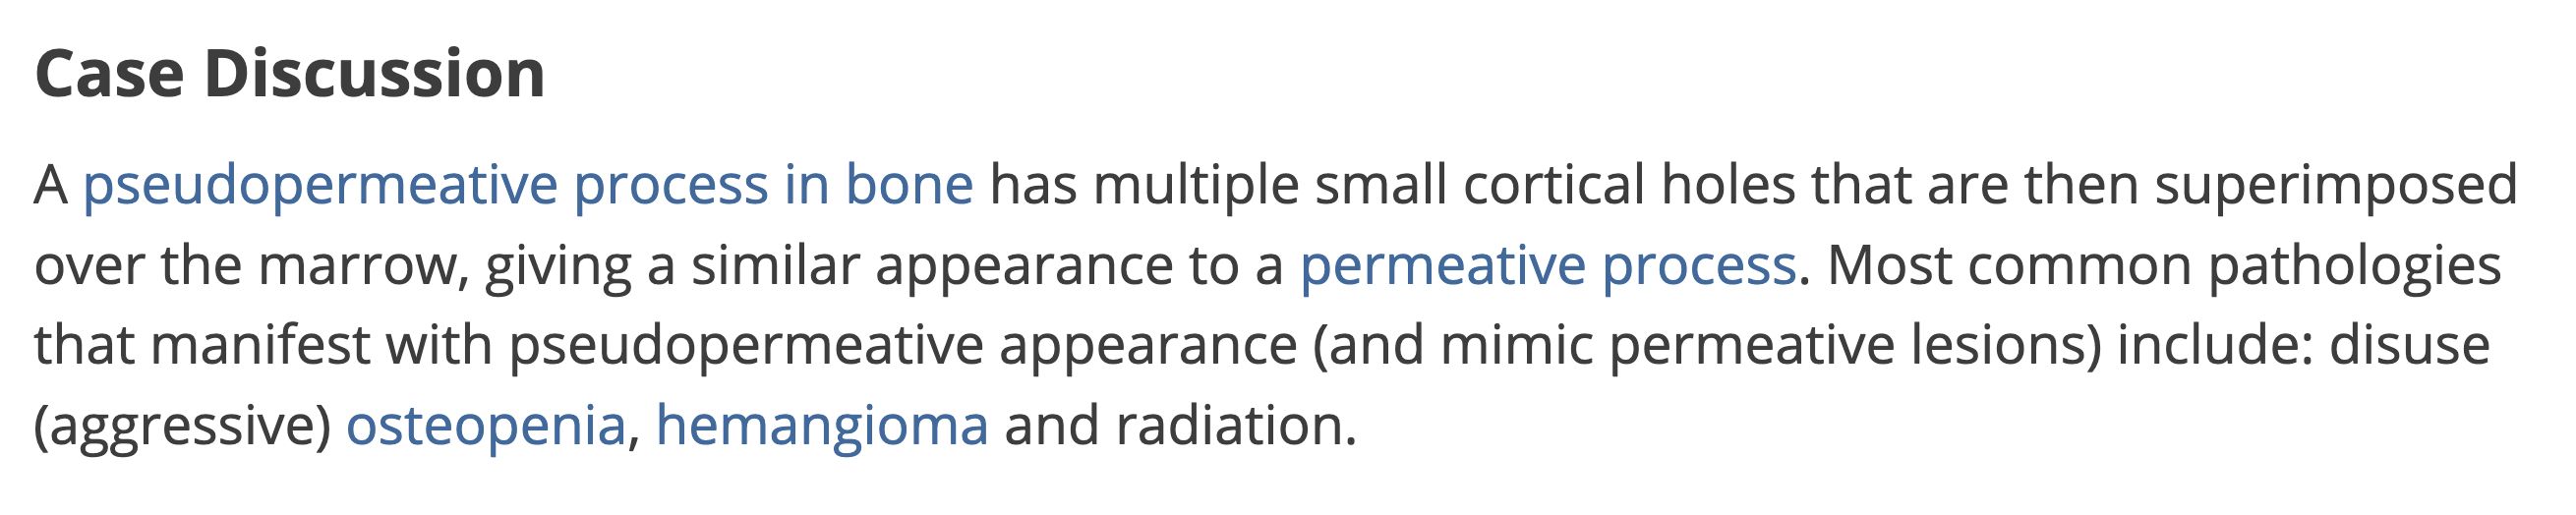 Case Discussion
A pseudopermeative process in bone has multiple small cortical holes that are then superimposed
over the marrow, giving a similar appearance to a permeative process. Most common pathologies
that manifest with pseudopermeative appearance (and mimic permeative lesions) include: disuse
(aggressive) osteopenia, hemangioma and radiation.